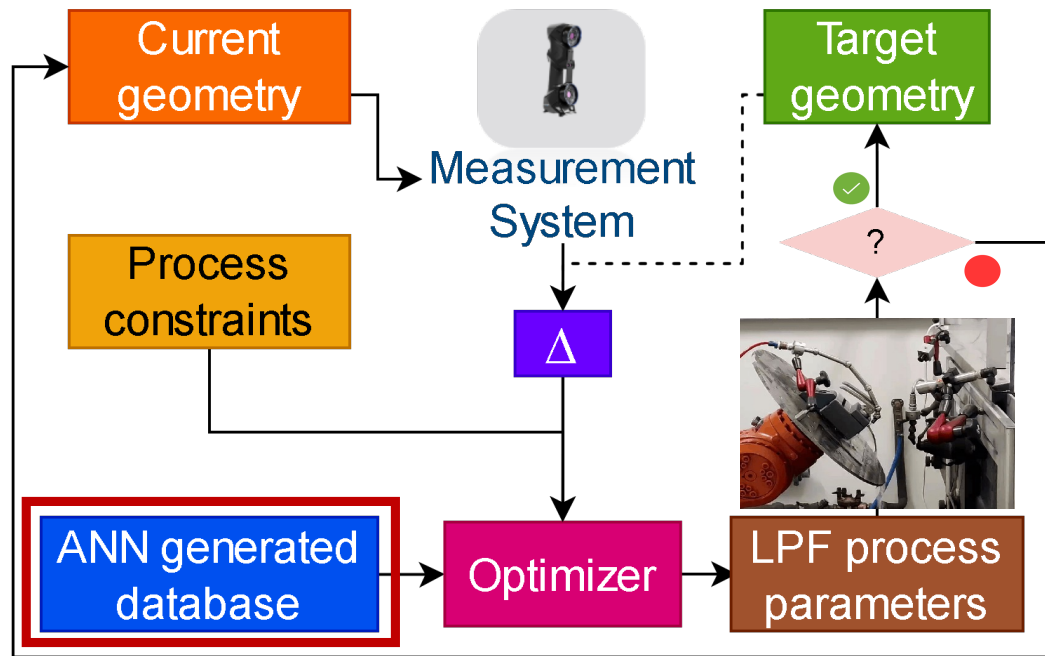 Current
geometry
Measurement
System
Target
geometry
?
Process
constraints
Δ
ANN generated
database
Optimizer
LPF process
parameters